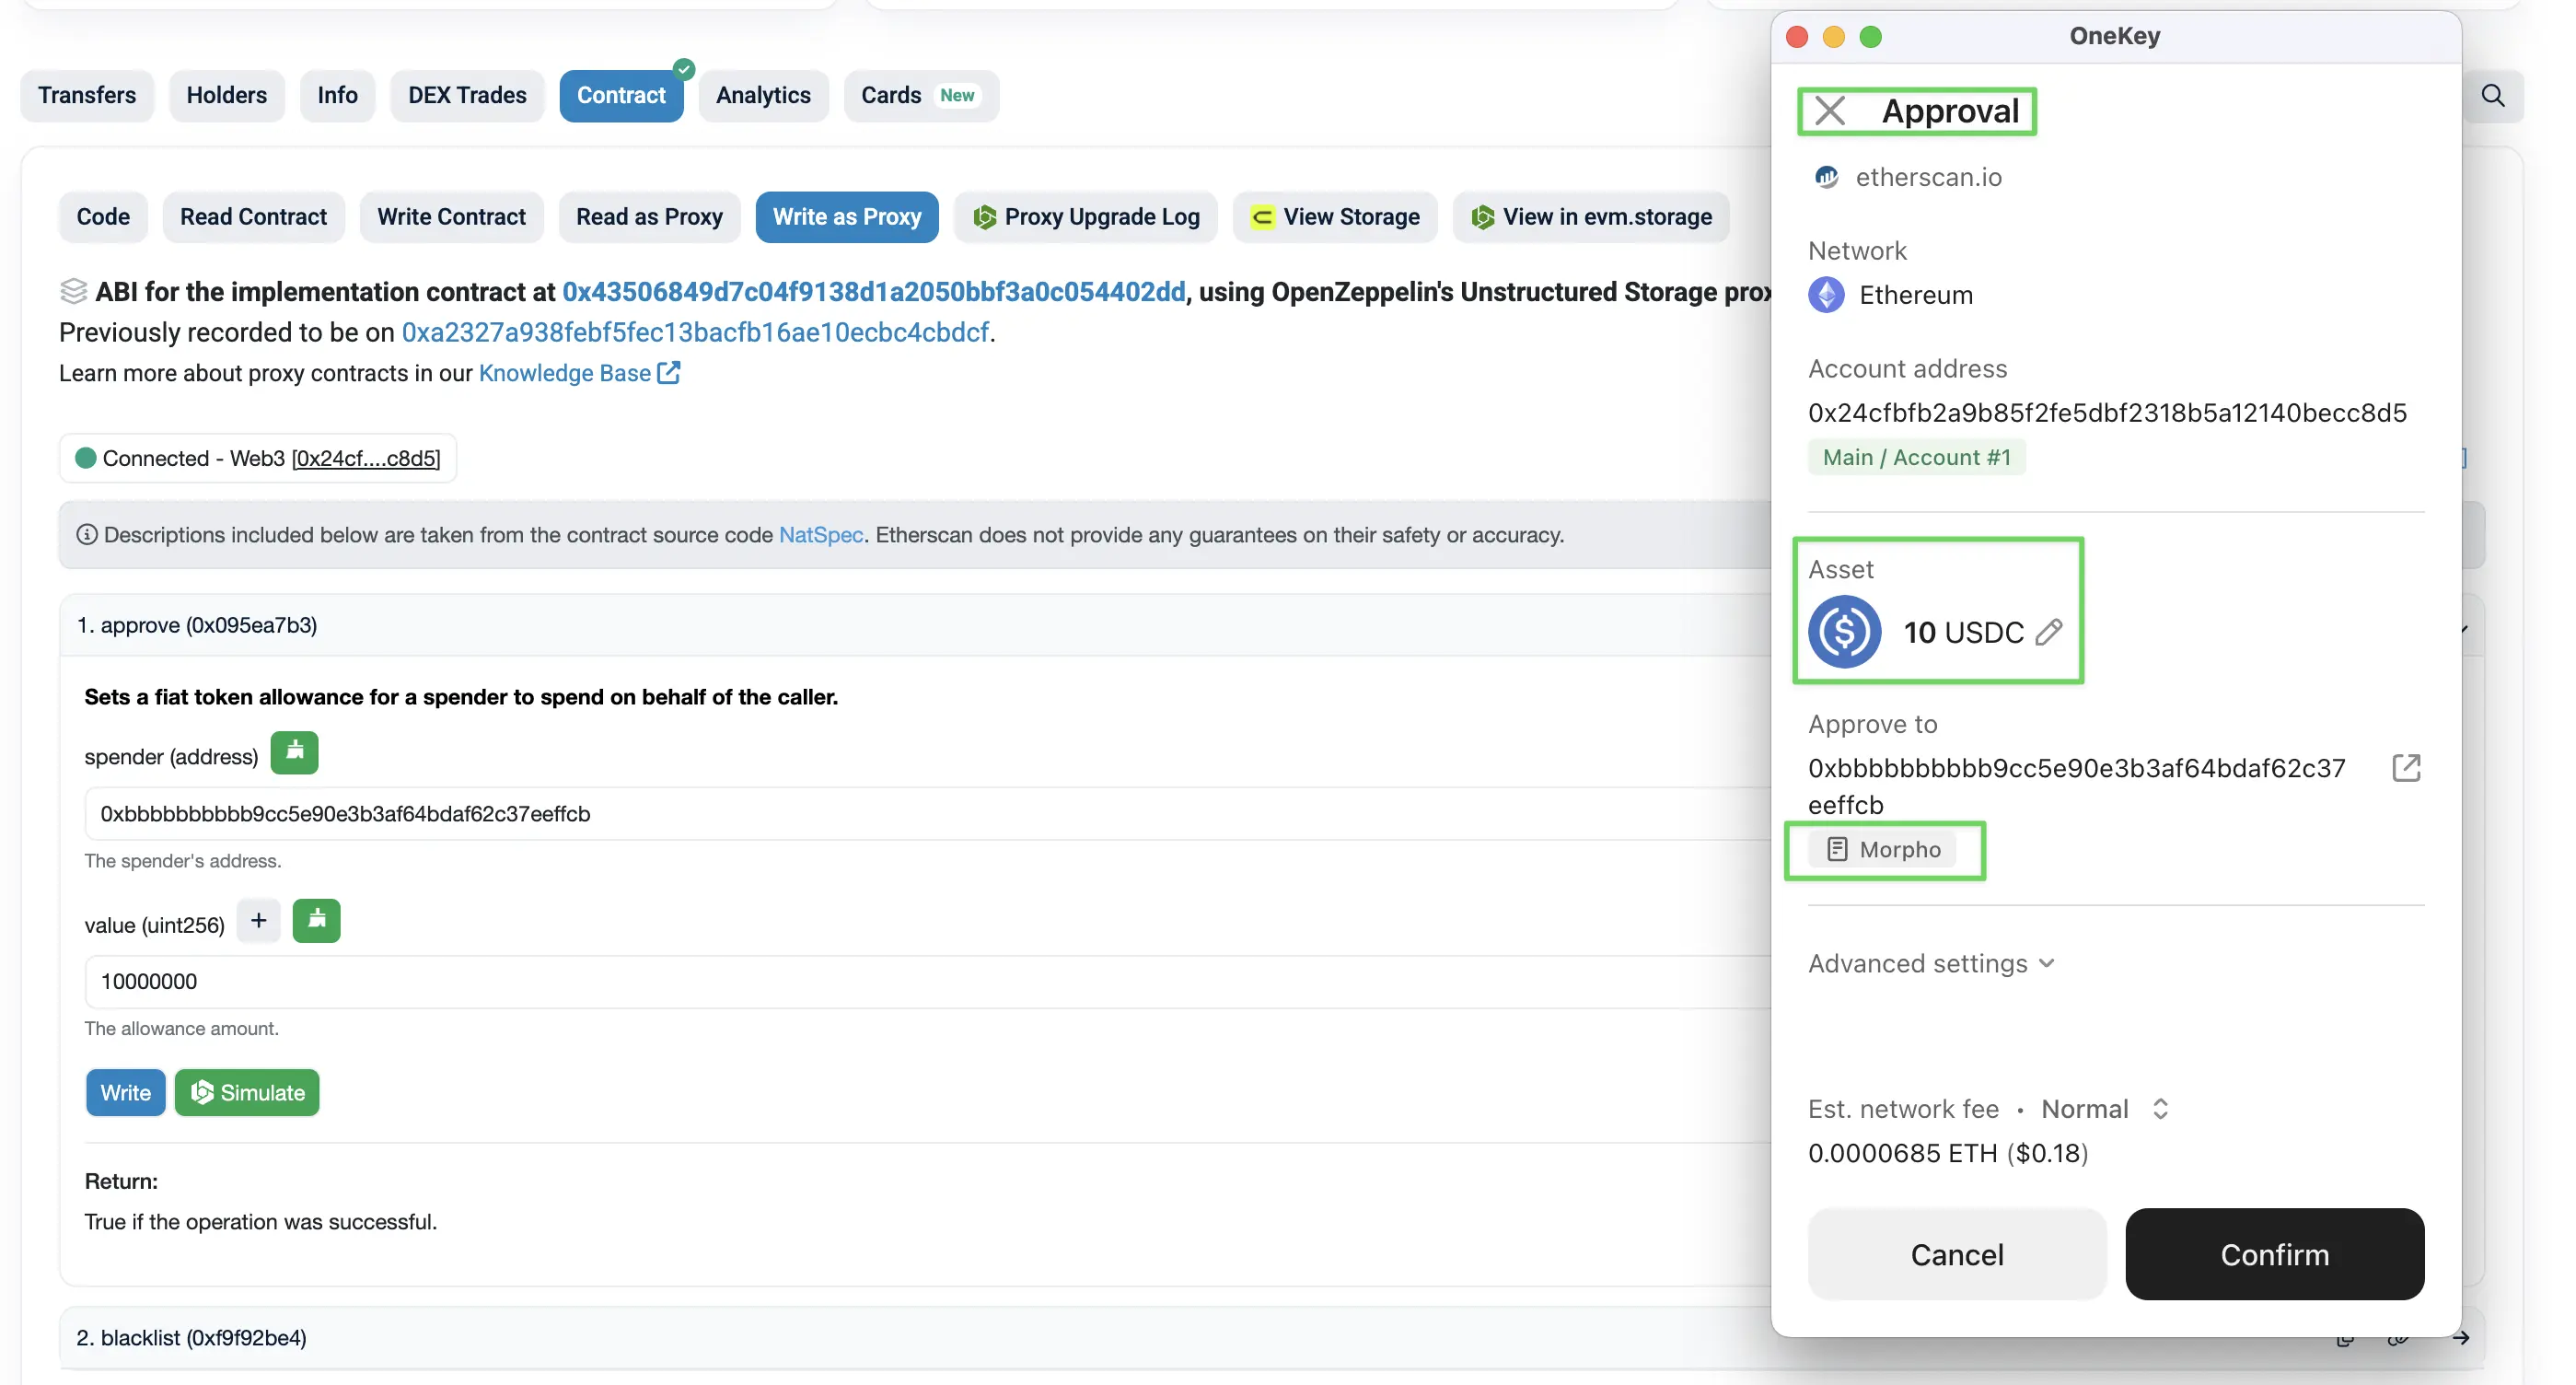 Transfers
Holders
Info
DEX Trades
Contract
Analytics
Cards New
Code
Read Contract
Write Contract
Read as Proxy
Write as Proxy
Proxy Upgrade Log
View Storage
View in evm.storage
ABI for the implementation contract at 0x43506849d7c04f9138d1a2050bbf3a0c054402dd, using OpenZeppelin's Unstructured Storage
Previously recorded to be on 0xa2327a938febf5fec13bacfb16ae10ecbc4cbdcf.
Learn more about proxy contracts in our Knowledge Base
Connected - Web3 [0x24cf....c8d5]
Descriptions included below are taken from the contract source code NatSpec. Etherscan does not provide any guarantees on their safety or accuracy.
1. approve (0x095ea7b3)
Sets a fiat token allowance for a spender to spend on behalf of the caller.
spender (address)
0xbbbbbbbbbb9cc5e90e3b3af64bdaf62c37eeffcb
The spender's address.
value (uint256) +
10000000
The allowance amount.
Write
Simulate
Return:
True if the operation was successful.
2. blacklist (0xf9f92be4)
OneKey
Approval
etherscan.io
Network
Ethereum
Account address
0x24cfbfb2a9b85f2fe5dbf2318b5a12140becc8d5
Main / Account #1
Asset
10 USDC
Approve to
0xbbbbbbbbbb9cc5e90e3b3af64bdaf62c37
eeffcb
Morpho
Advanced settings
Est. network fee • Normal
0.0000685 ETH ($0.18)
Cancel
Confirm